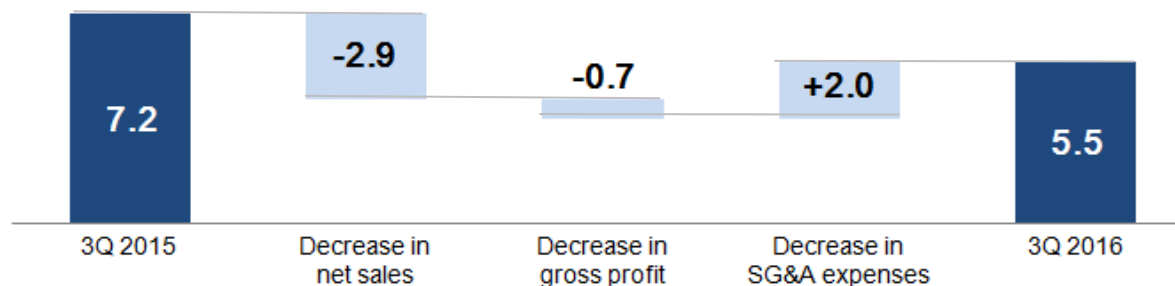 -2.9
-0.7
+2.0
7.2
5.5
3Q 2015
Decrease in
net sales
Decrease in
gross profit
Decrease in
SG&A expenses
3Q 2016